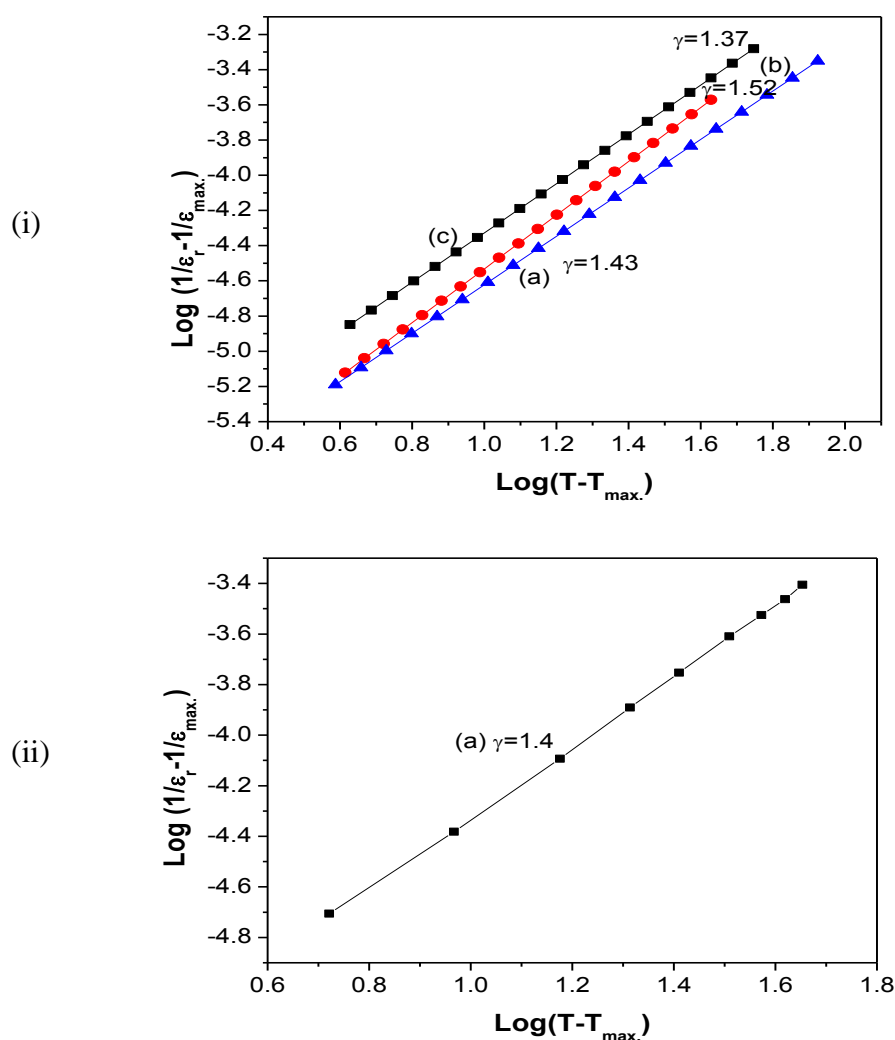 (i)
Log (1/εr-1/εmax.)
-3.2
-3.4
-3.6
-3.8
-4.0
-4.2
-4.4
-4.6
-4.8
-5.0
-5.2
-5.4
γ=1.37
(b)
γ=1.52
(c)
(a) γ=1.43
0.4 0.6 0.8 1.0 1.2 1.4 1.6 1.8 2.0
Log(T-Tmax.)
(ii)
Log (1/εr-1/εmax.)
-3.4
-3.6
-3.8
-4.0
-4.2
-4.4
-4.6
-4.8
(a) γ=1.4
0.6 0.8 1.0 1.2 1.4 1.6 1.8
Log(T-Tmax.)